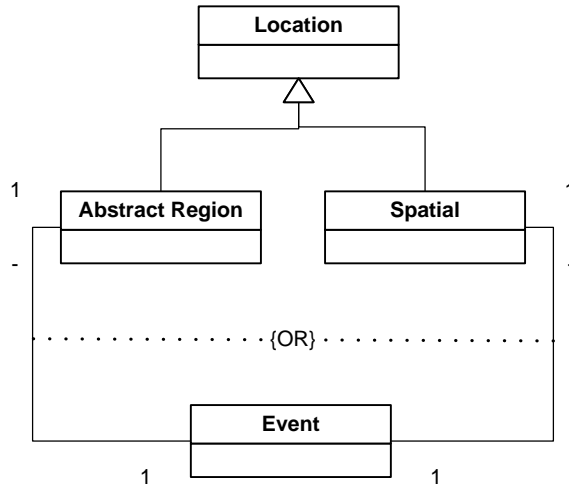 Location
1
1
Abstract Region
Spatial
-
-
{OR}
Event
1
1